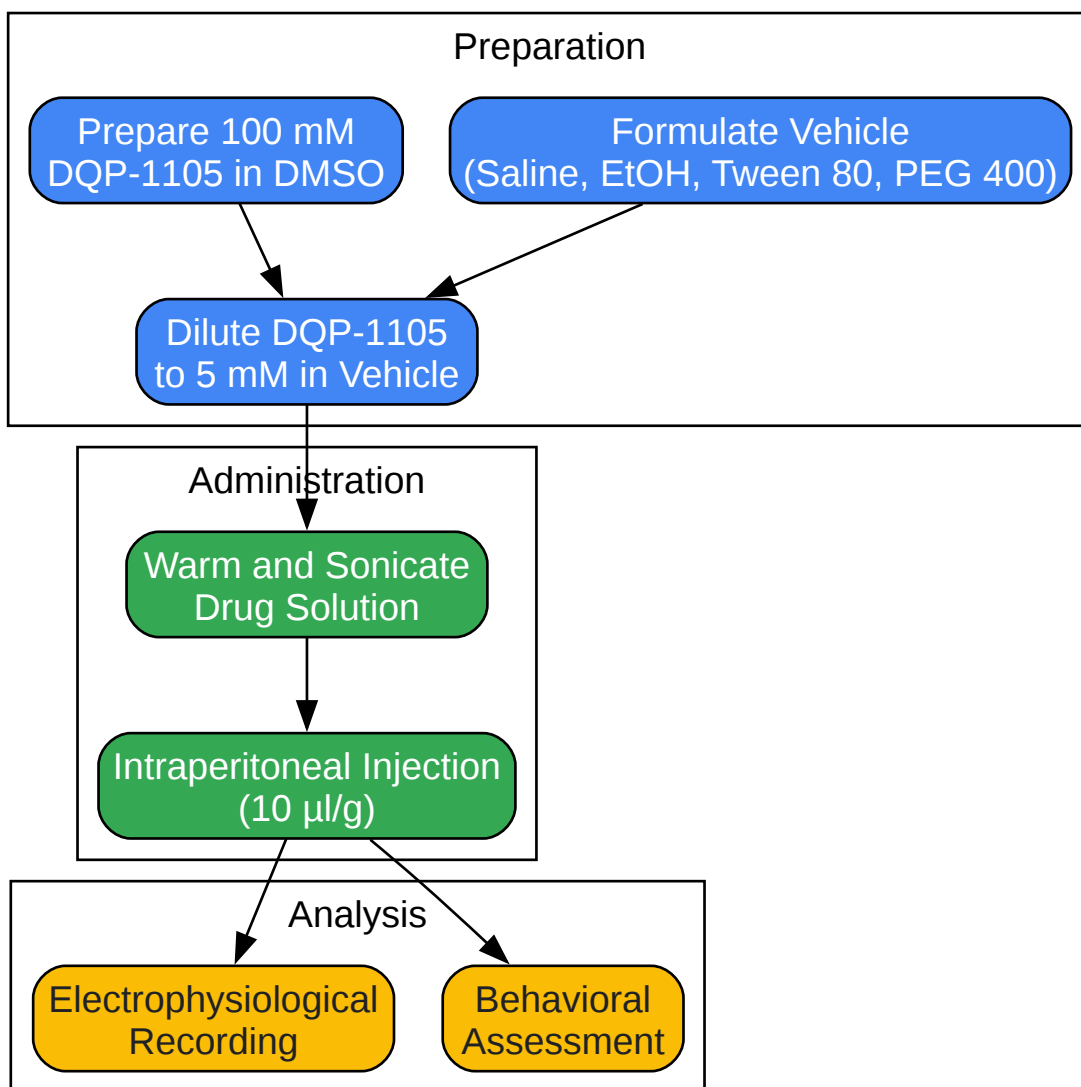 Preparation
Prepare 100 mM
DQP-1105 in DMSO
Formulate Vehicle
(Saline, EtOH, Tween 80, PEG 400)
Dilute DQP-1105
to 5 mM in Vehicle
Administration
Warm and Sonicate
Drug Solution
Intraperitoneal Injection
(10 µl/g)
Analysis
Electrophysiological
Recording
Behavioral
Assessment